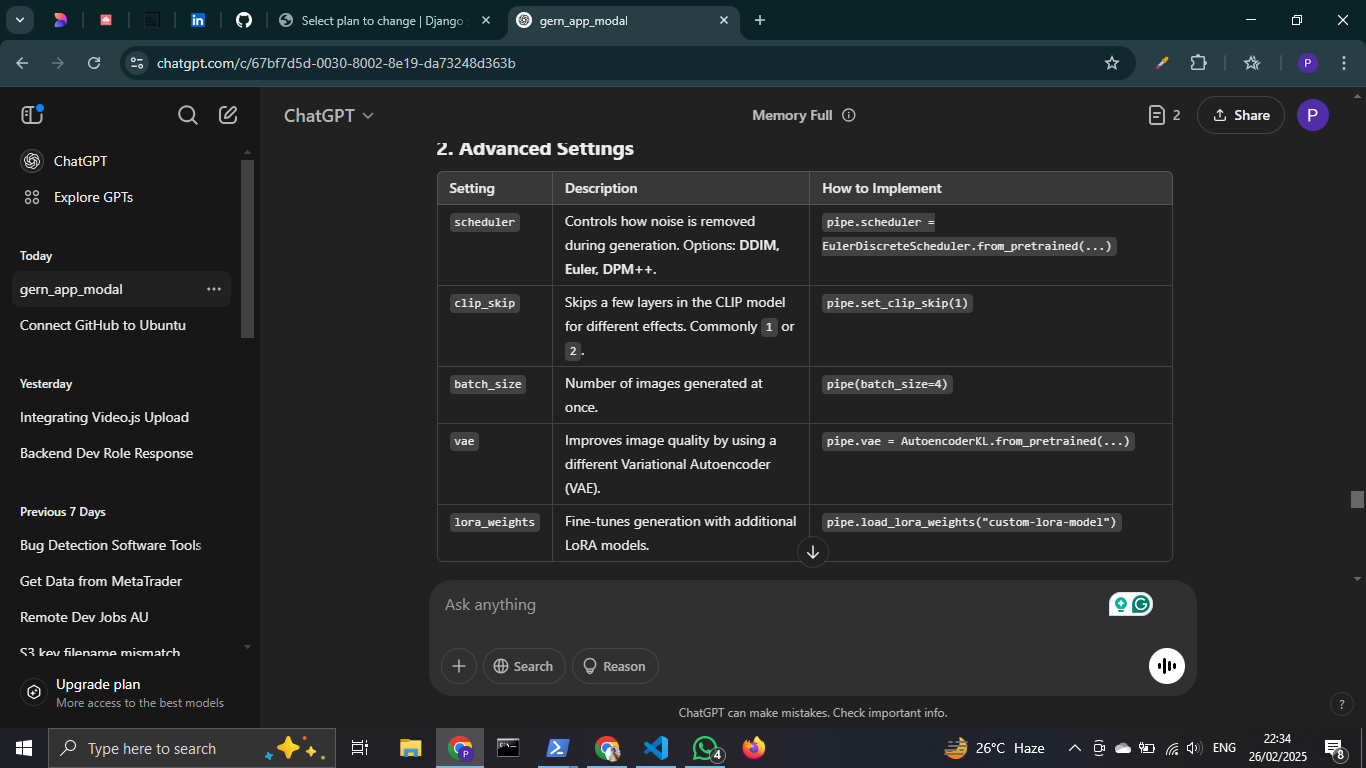 Select plan to change | Django
gern_app_modal
chatgpt.com/c/67bf7d5d-0030-8002-8e19-da73248d363b
P
ChatGPT
Explore GPTs
Today
gern_app_modal
Connect GitHub to Ubuntu
Yesterday
Integrating Video.js Upload
Backend Dev Role Response
Previous 7 Days
Bug Detection Software Tools
Get Data from MetaTrader
Remote Dev Jobs AU
S3 key filename mismatch
Upgrade plan
More access to the best models
ChatGPT
Memory Full
2
Share
P
2. Advanced Settings
Setting Description How to Implement
scheduler
Controls how noise is removed
during generation. Options: DDIM,
Euler, DPM++.
pipe.scheduler =
EulerDiscreteScheduler.from_pretrained(...)
clip_skip
Skips a few layers in the CLIP model
for different effects. Commonly 1 or
2.
pipe.set_clip_skip(1)
batch_size
Number of images generated at
once.
pipe(batch_size=4)
vae
Improves image quality by using a
different Variational Autoencoder
(VAE).
pipe.vae = AutoencoderKL.from_pretrained(...)
lora_weights
Fine-tunes generation with additional
LoRA models.
pipe.load_lora_weights("custom-lora-model")
Ask anything
Search
Reason
ChatGPT can make mistakes. Check important info.
?
Type here to search
4
26°C Haze
ENG
22:34
26/02/2025
8